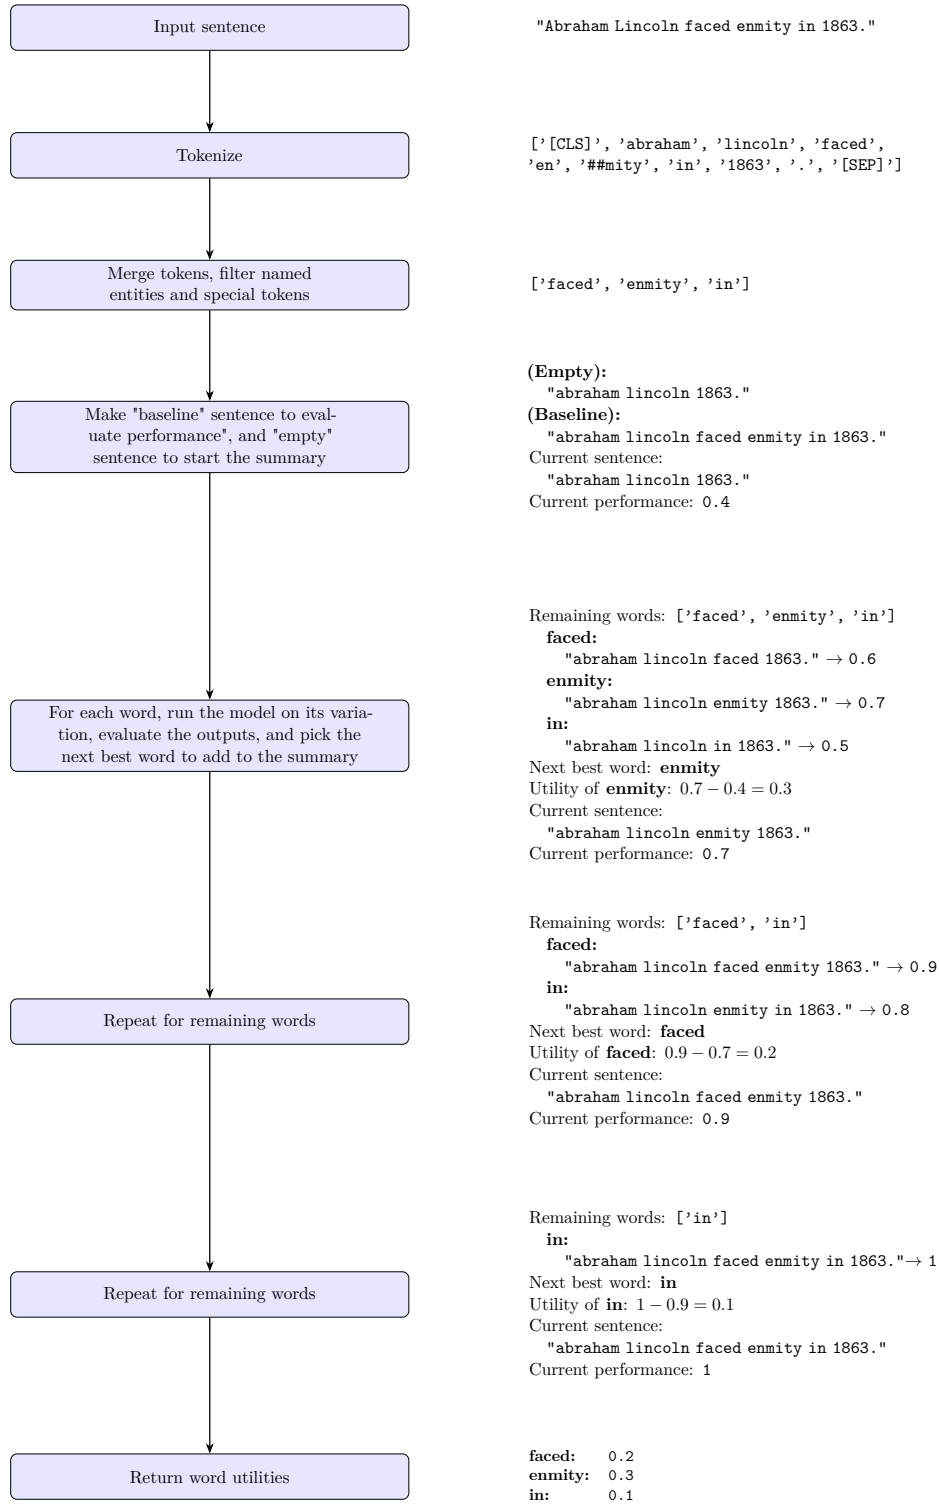 Input sentence
"Abraham Lincoln faced enmity in 1863."
Tokenize
['[CLS]', 'abraham', 'lincoln', 'faced',
'en', '##mity', 'in', '1863', '.', '[SEP]']
Merge tokens, filter named
entities and special tokens
['faced', 'enmity', 'in']
Make "baseline" sentence to eval-
uate performance", and "empty"
sentence to start the summary
(Empty):
"abraham lincoln 1863."
(Baseline):
"abraham lincoln faced enmity in 1863."
Current sentence:
"abraham lincoln 1863."
Current performance: 0.4
For each word, run the model on its varia-
tion, evaluate the outputs, and pick the
next best word to add to the summary
Remaining words: ['faced', 'enmity', 'in']
faced:
"abraham lincoln faced 1863." → 0.6
enmity:
"abraham lincoln enmity 1863." → 0.7
in:
"abraham lincoln in 1863." → 0.5
Next best word: enmity
Utility of enmity: 0.7 − 0.4 = 0.3
Current sentence:
"abraham lincoln enmity 1863."
Current performance: 0.7
Repeat for remaining words
Remaining words: ['faced', 'in']
faced:
"abraham lincoln faced enmity 1863." → 0.9
in:
"abraham lincoln enmity in 1863." → 0.8
Next best word: faced
Utility of faced: 0.9 − 0.7 = 0.2
Current sentence:
"abraham lincoln faced enmity 1863."
Current performance: 0.9
Repeat for remaining words
Remaining words: ['in']
in:
"abraham lincoln faced enmity in 1863."→ 1
Next best word: in
Utility of in: 1 − 0.9 = 0.1
Current sentence:
"abraham lincoln faced enmity in 1863."
Current performance: 1
Return word utilities
faced: 0.2
enmity: 0.3
in: 0.1